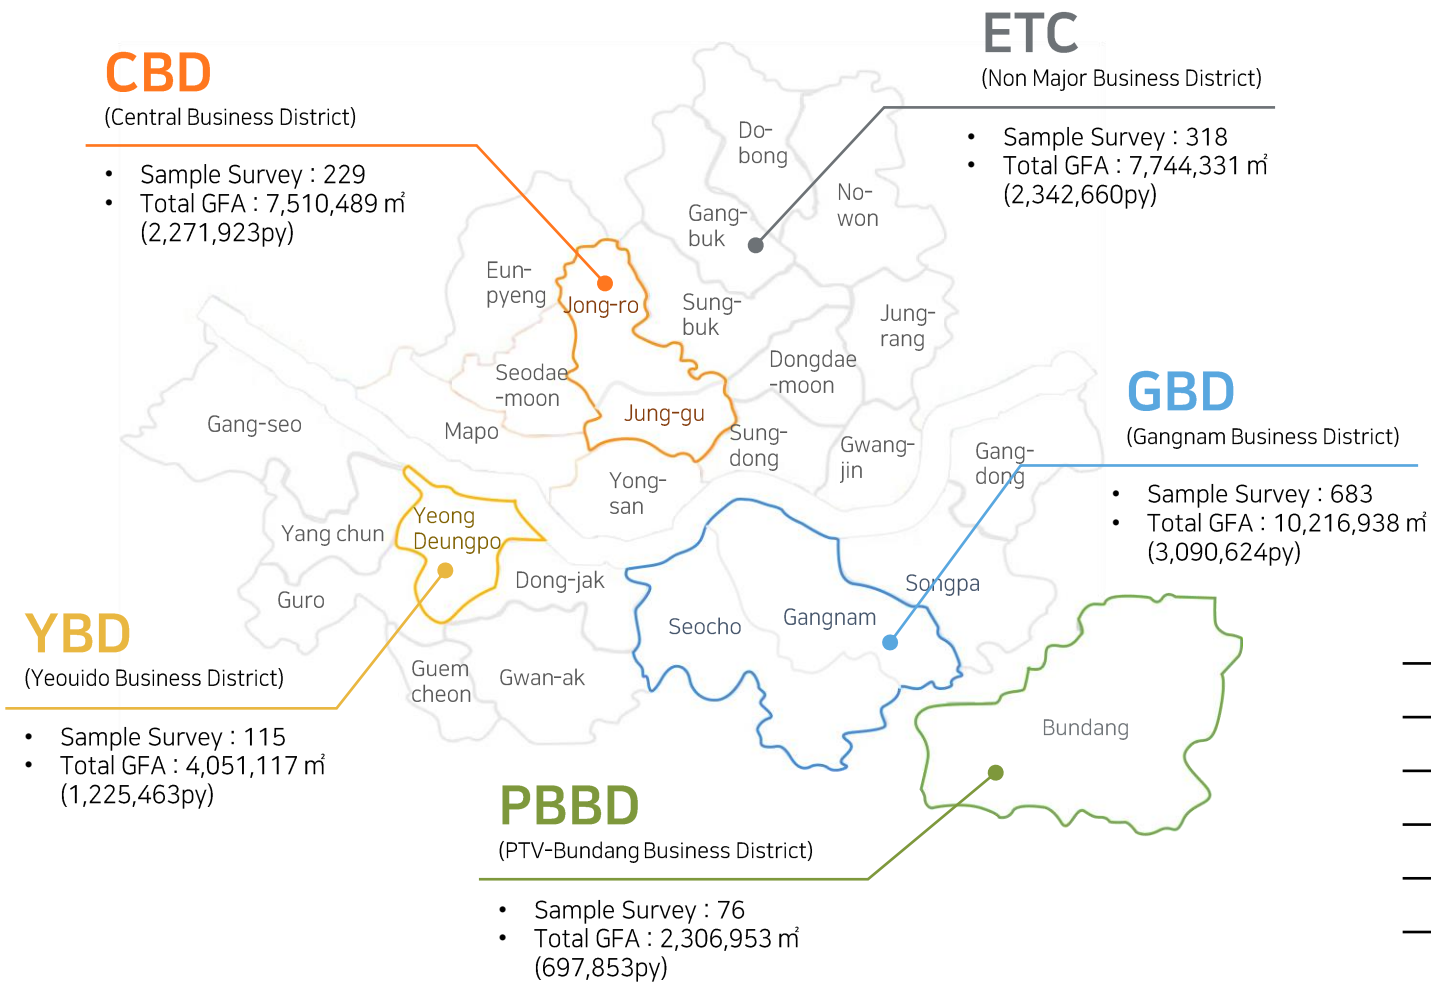 ETC
(Non Major Business District)
• Sample Survey : 318
• Total GFA : 7,744,331 ㎡
(2,342,660py)
CBD
(Central Business District)
• Sample Survey : 229
• Total GFA : 7,510,489 ㎡
(2,271,923py)
Do-
bong
No-
won
Gang-
buk
Eun-
pyeng
Jong-ro
Sung-
buk
Jung-
rang
Dongdae
-moon
Seodae
-moon
Jung-gu
Gang-seo
Mapo
Sung-
dong
Gwang-
jin
Gang-
dong
Yong-
san
GBD
(Gangnam Business District)
• Sample Survey : 683
• Total GFA : 10,216,938 ㎡
(3,090,624py)
Yang chun
Yeong
Deungpo
Dong-jak
Songpa
Guro
Seocho
Gangnam
YBD
(Yeouido Business District)
• Sample Survey : 115
• Total GFA : 4,051,117 ㎡
(1,225,463py)
Guem
cheon
Gwan-ak
Bundang
PBBD
(PTV-Bundang Business District)
• Sample Survey : 76
• Total GFA : 2,306,953 ㎡
(697,853py)